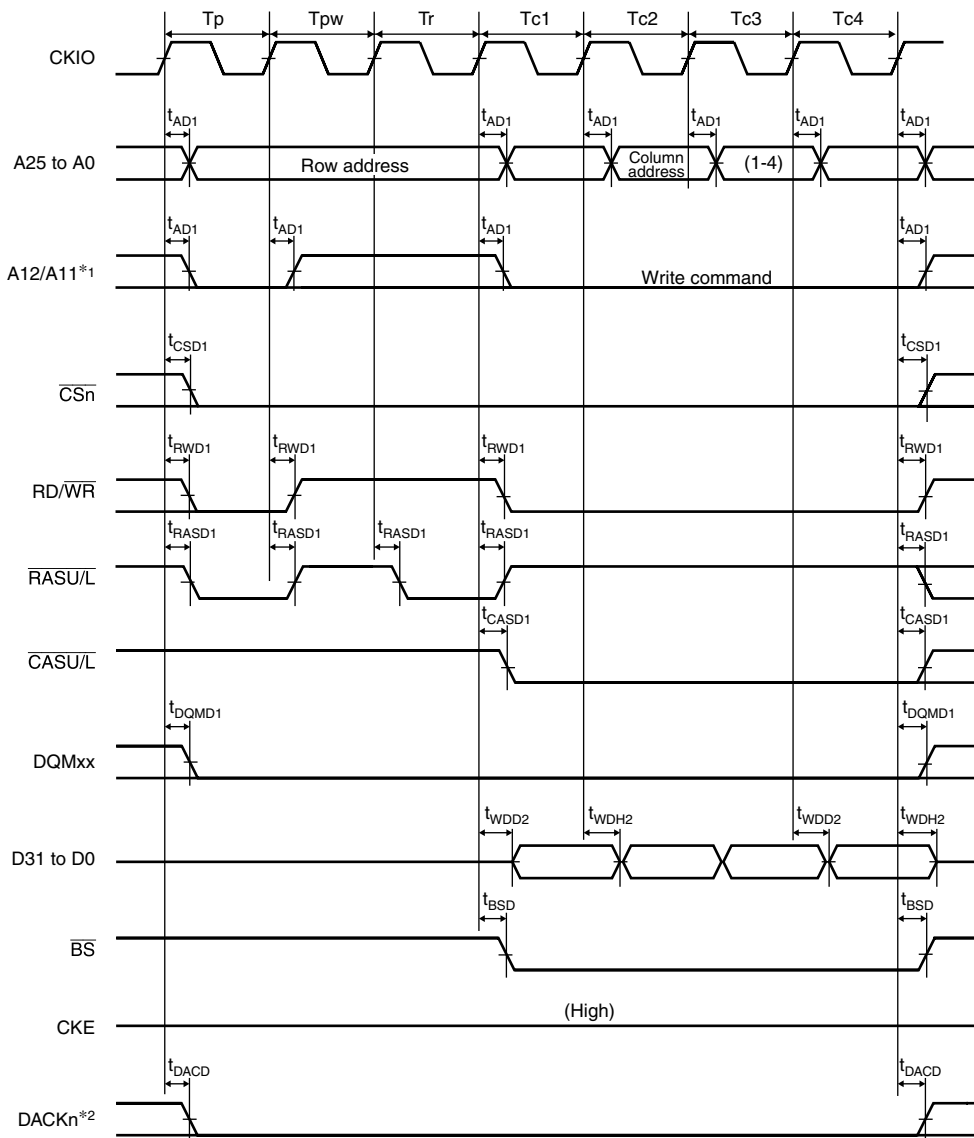 Tp Tpw Tr Tc1 Tc2 Tc3 Tc4
CKIO
tAD1 tAD1 tAD1 tAD1 tAD1 tAD1
A25 to A0 Row address Column address (1-4)
tAD1 tAD1 tAD1 tAD1
A12/A11*1 Write command
tCSD1 tCSD1
CSn
tRWD1 tRWD1 tRWD1 tRWD1
RD/WR
tRASD1 tRASD1 tRASD1 tRASD1 tRASD1
RASU/L
tCASD1 tCASD1
CASU/L
tDQMD1 tDQMD1
DQMxx
tWDD2 tWDH2 tWDD2 tWDH2
D31 to D0
tBSD tBSD
BS
(High)
CKE
tDACD tDACD
DACKn*2